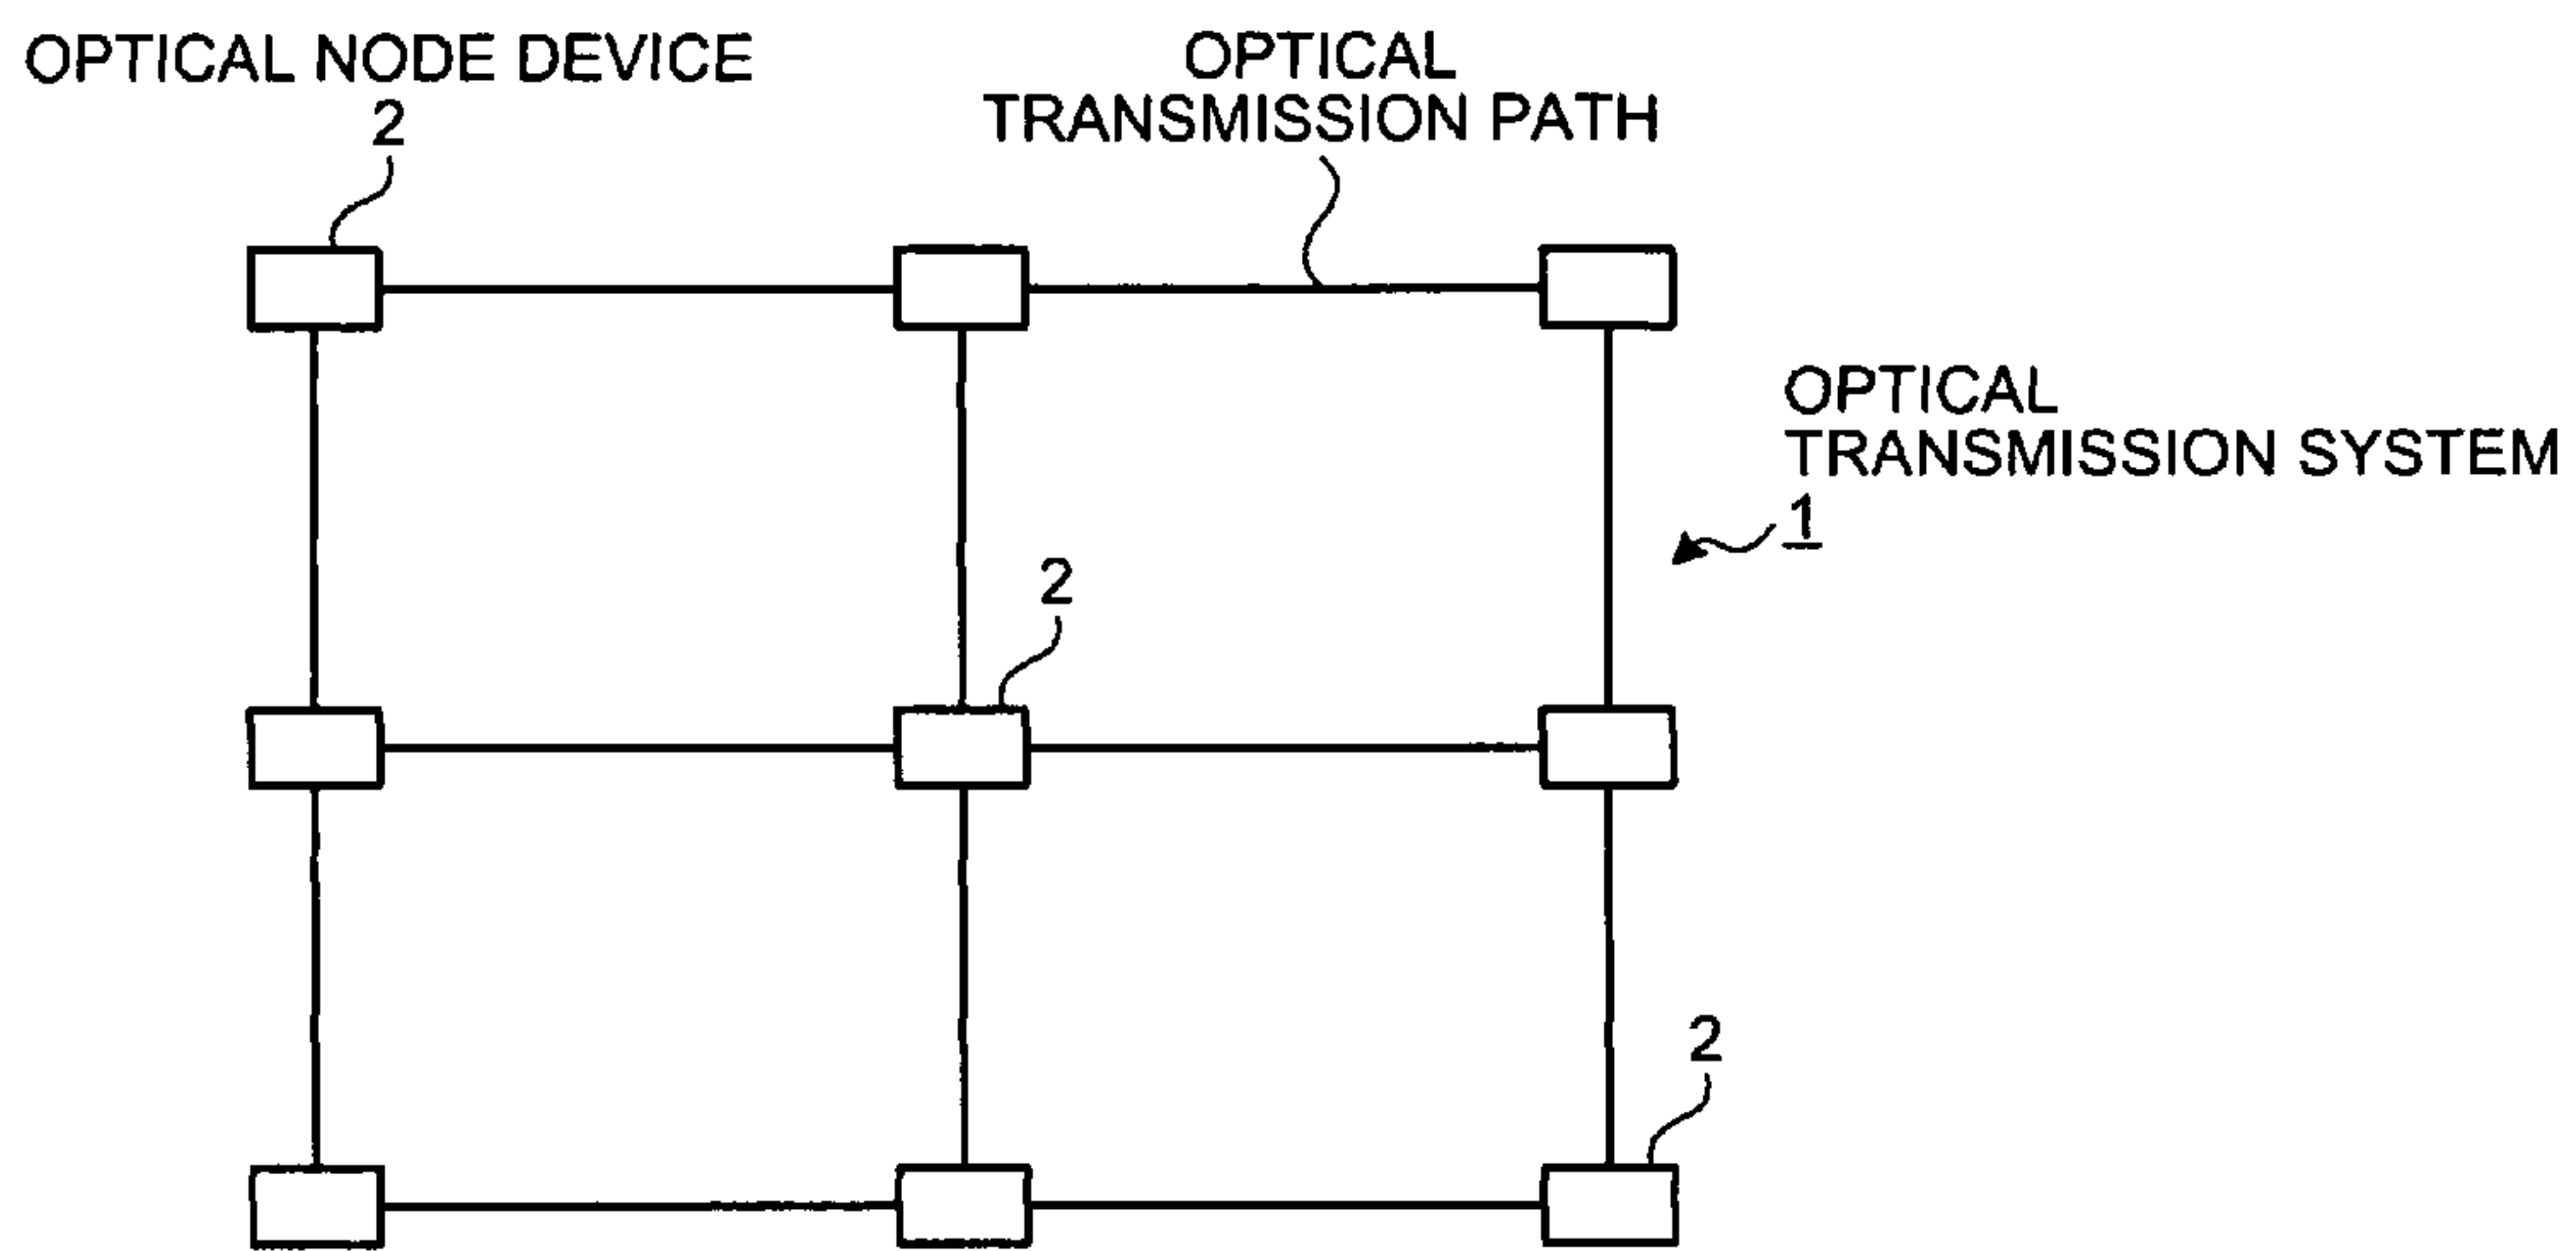 OPTICAL NODE DEVICE
2
OPTICAL
TRANSMISSION PATH
OPTICAL
TRANSMISSION SYSTEM
1
2
2